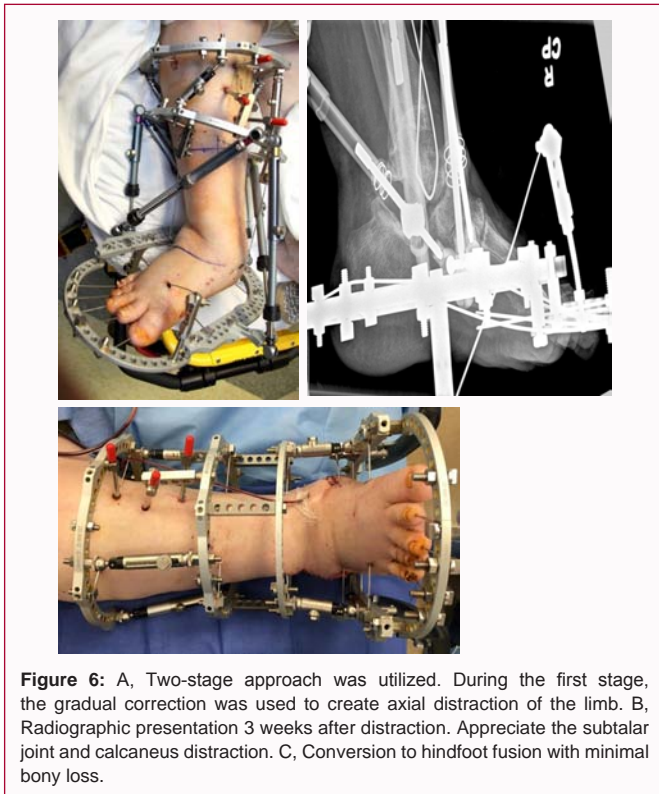 R
CP
Figure 6: A, Two-stage approach was utilized. During the first stage,
the gradual correction was used to create axial distraction of the limb. B,
Radiographic presentation 3 weeks after distraction. Appreciate the subtalar
joint and calcaneus distraction. C, Conversion to hindfoot fusion with minimal
bony loss.